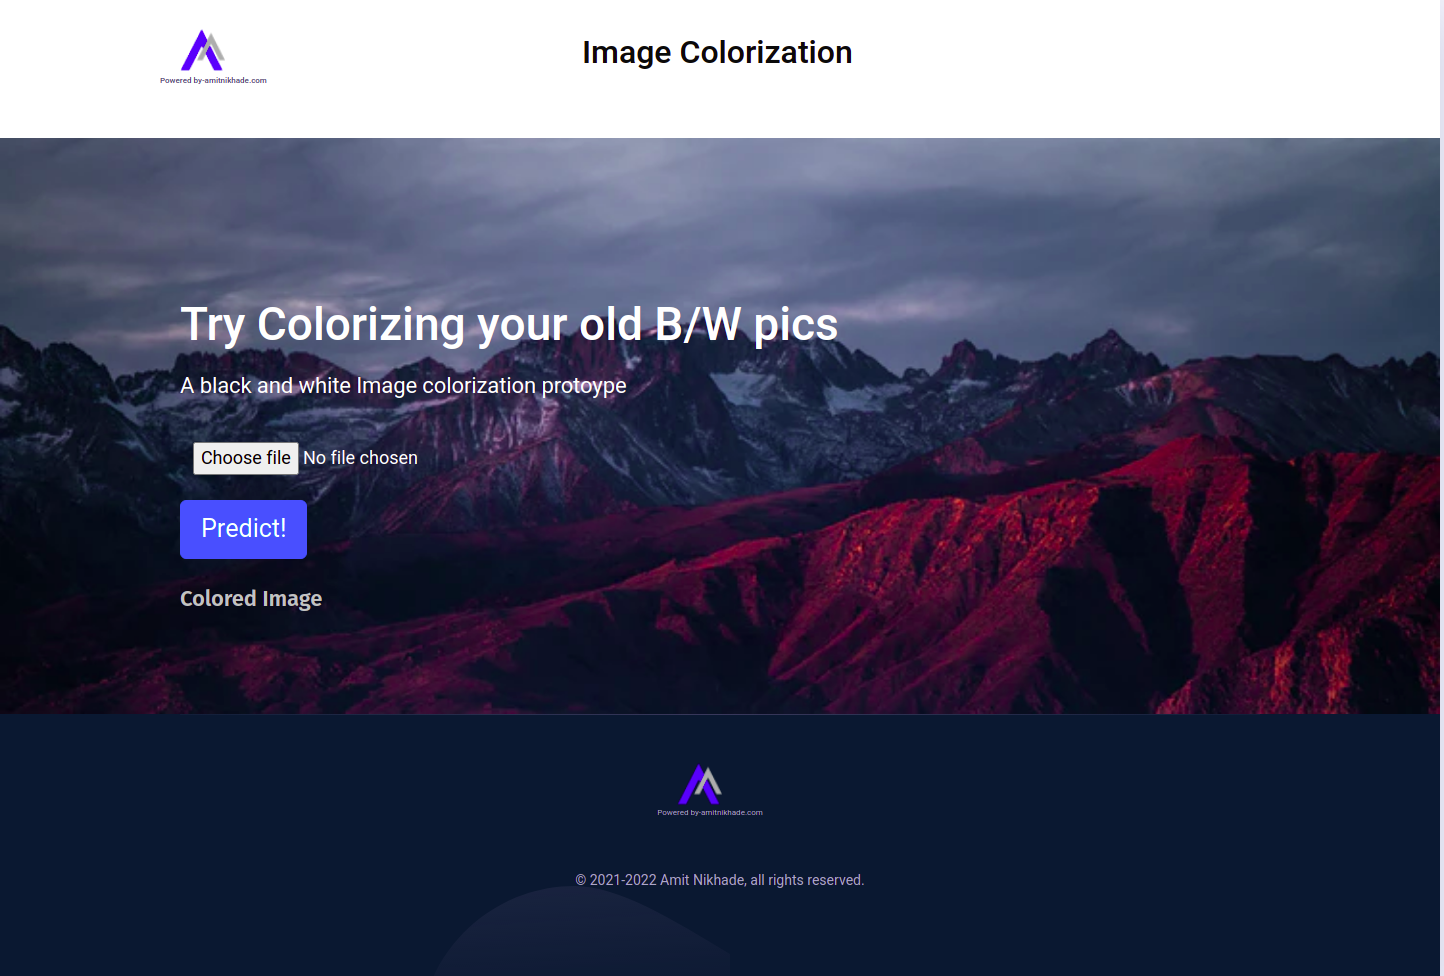 Powered by-amitnikhade.com
Image Colorization
Try Colorizing your old B/W pics
A black and white Image colorization protoype
Choose file No file chosen
Predict!
Colored Image
Powered by-amitnikhade.com
© 2021-2022 Amit Nikhade, all rights reserved.